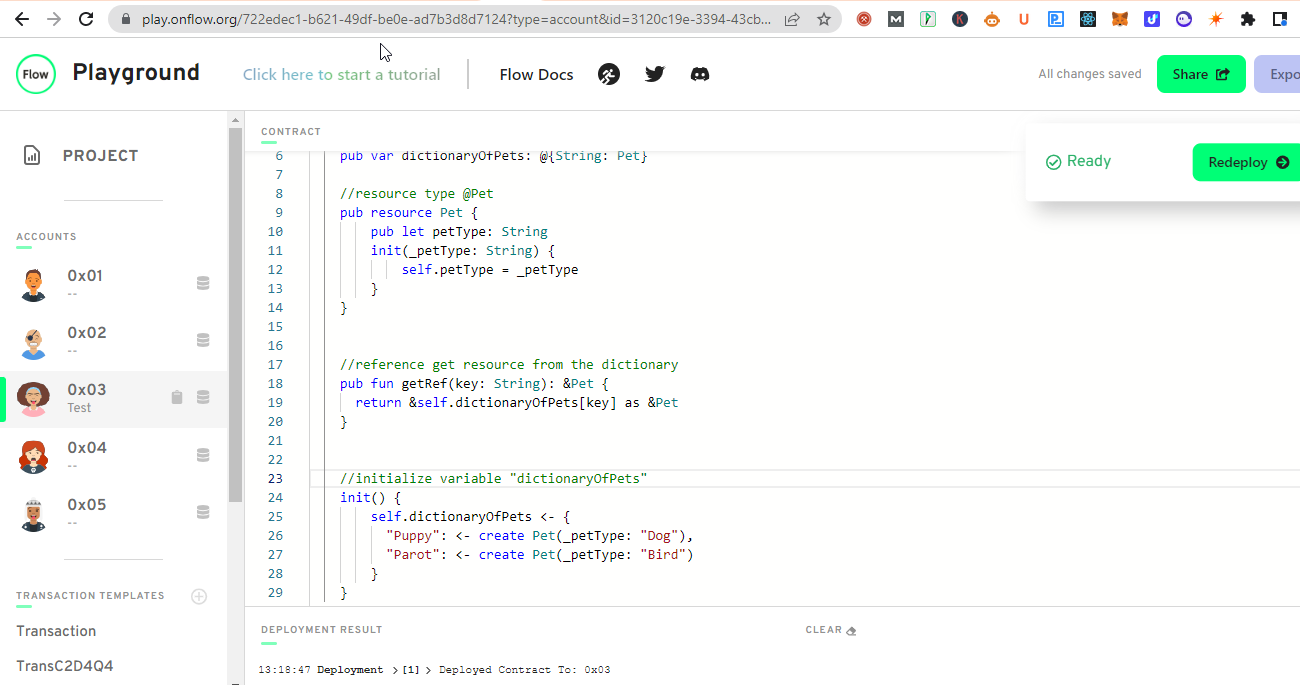 play.onflow.org/722edec1-b621-49df-be0e-ad7b3d8d7124?type=account&id=3120c19e-3394-43cb...
Flow
Playground
Click here to start a tutorial
Flow Docs
All changes saved
Share
Expo
PROJECT
ACCOUNTS
0x01
--
0x02
--
0x03
Test
0x04
--
0x05
--
TRANSACTION TEMPLATES
Transaction
TransC2D4Q4
CONTRACT
Ready
Redeploy
6 pub var dictionaryOfPets: @{String: Pet}
7
8 //resource type @Pet
9 pub resource Pet {
10 pub let petType: String
11 init(_petType: String) {
12 self.petType = _petType
13 }
14 }
15
16
17 //reference get resource from the dictionary
18 pub fun getRef(key: String): &Pet {
19 return &self.dictionaryOfPets[key] as &Pet
20 }
21
22
23 //initialize variable "dictionaryOfPets"
24 init() {
25 self.dictionaryOfPets <- {
26 "Puppy": <- create Pet(_petType: "Dog"),
27 "Parot": <- create Pet(_petType: "Bird")
28 }
29 }
DEPLOYMENT RESULT
CLEAR
13:18:47 Deployment > [1] > Deployed Contract To: 0x03